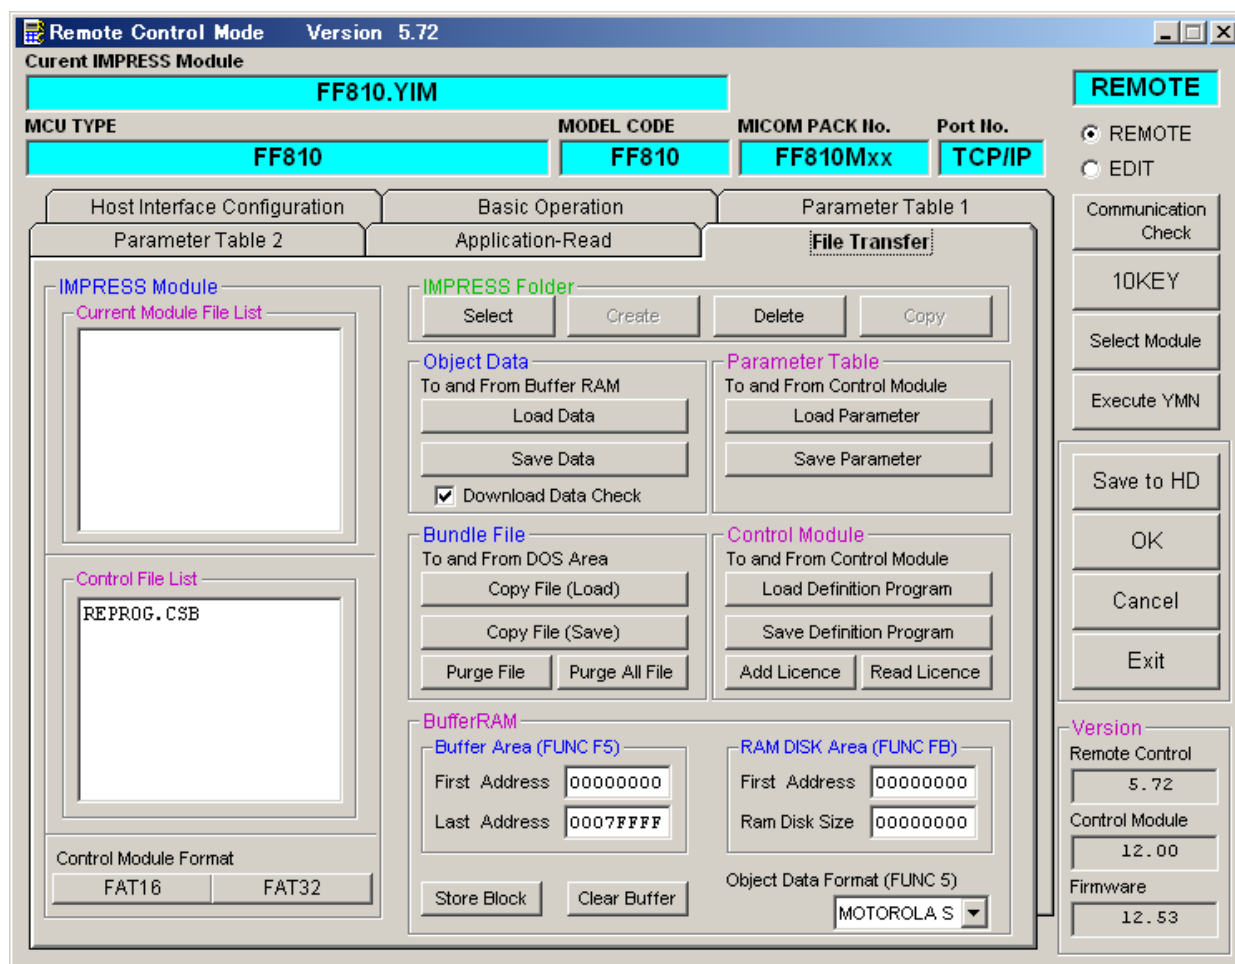 Remote Control Mode Version 5.72
Curent IMPRESS Module
FF810.YIM
REMOTE
MCU TYPE
MODEL CODE
MICOM PACK No.
Port No.
FF810
FF810
FF810Mxx
TCP/IP
REMOTE
EDIT
Host Interface Configuration
Basic Operation
Parameter Table 1
Parameter Table 2
Application-Read
File Transfer
Communication
Check
10KEY
Select Module
Execute YMN
IMPRESS Module
Current Module File List
Control File List
REPROG.CSB
Control Module Format
FAT16
FAT32
IMPRESS Folder
Select
Create
Delete
Copy
Object Data
To and From Buffer RAM
Load Data
Save Data
Download Data Check
Parameter Table
To and From Control Module
Load Parameter
Save Parameter
Bundle File
To and From DOS Area
Copy File (Load)
Copy File (Save)
Purge File
Purge All File
Control Module
To and From Control Module
Load Definition Program
Save Definition Program
Add Licence
Read Licence
BufferRAM
Buffer Area (FUNC F5)
First Address 00000000
Last Address 0007FFFF
RAM DISK Area (FUNC FB)
First Address 00000000
Ram Disk Size 00000000
Store Block
Clear Buffer
Object Data Format (FUNC 5)
MOTOROLA S
Save to HD
OK
Cancel
Exit
Version
Remote Control
5.72
Control Module
12.00
Firmware
12.53